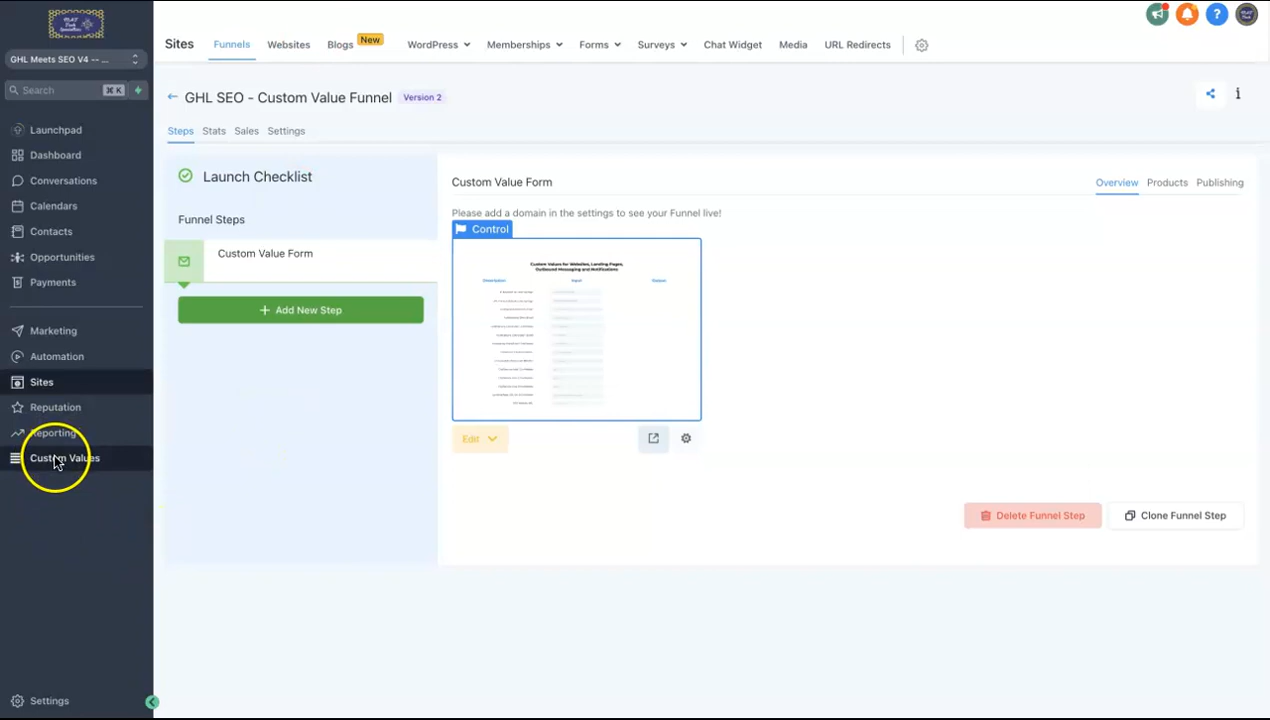 GHL Meets SEO V4 -- ...
Search ⌘ K
Launchpad
Dashboard
Conversations
Calendars
Contacts
Opportunities
Payments
Marketing
Automation
Sites
Reputation
Reporting
Custom Values
Settings
Sites Funnels Websites Blogs New WordPress Memberships Forms Surveys Chat Widget Media URL Redirects
GHL SEO - Custom Value Funnel Version 2
Steps Stats Sales Settings
Launch Checklist
Funnel Steps
Custom Value Form
+ Add New Step
Custom Value Form
Overview Products Publishing
Please add a domain in the settings to see your Funnel live!
Control
Custom Values for Websites, Landing Pages,
Outbound Messaging and Notifications
Description Input Output
Edit
Delete Funnel Step
Clone Funnel Step